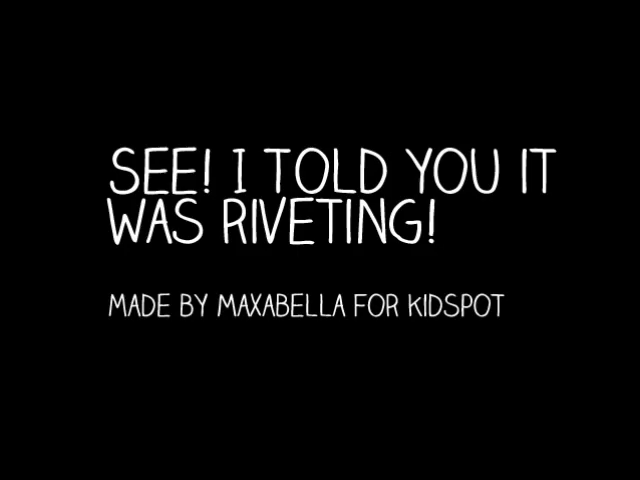 SEE! I TOLD YOU IT
WAS RIVETING!
MADE BY MAXABELLA FOR KIDSPOT